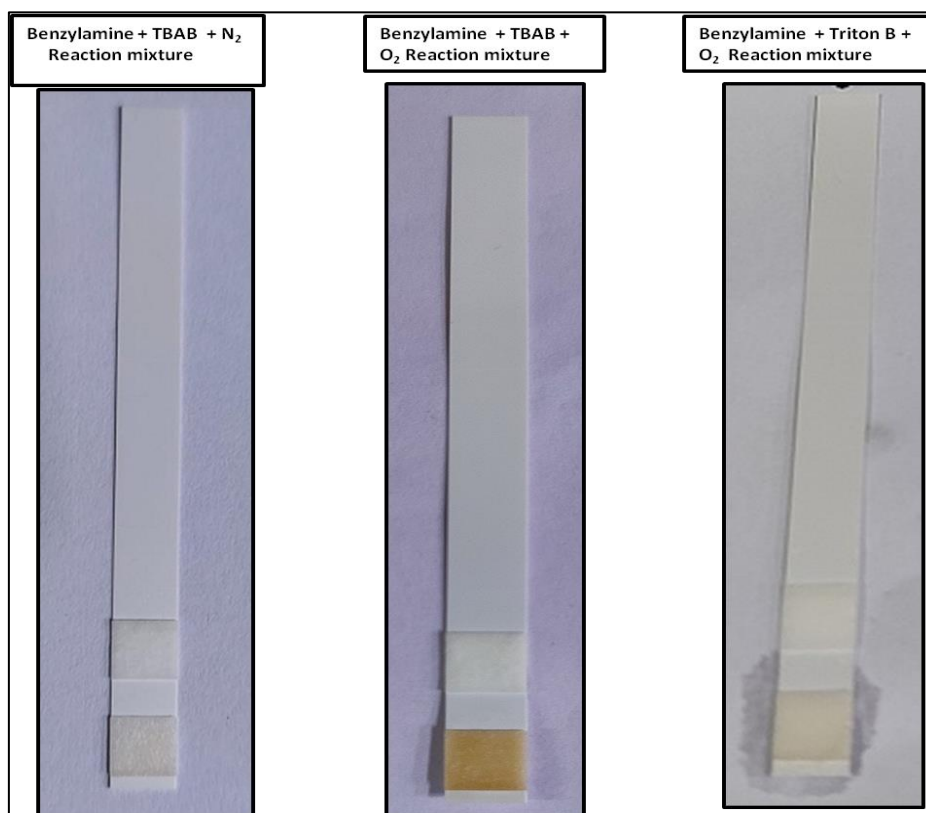 Benzylamine + TBAB + N₂
Reaction mixture
Benzylamine + TBAB +
O₂ Reaction mixture
Benzylamine + Triton B +
O₂ Reaction mixture